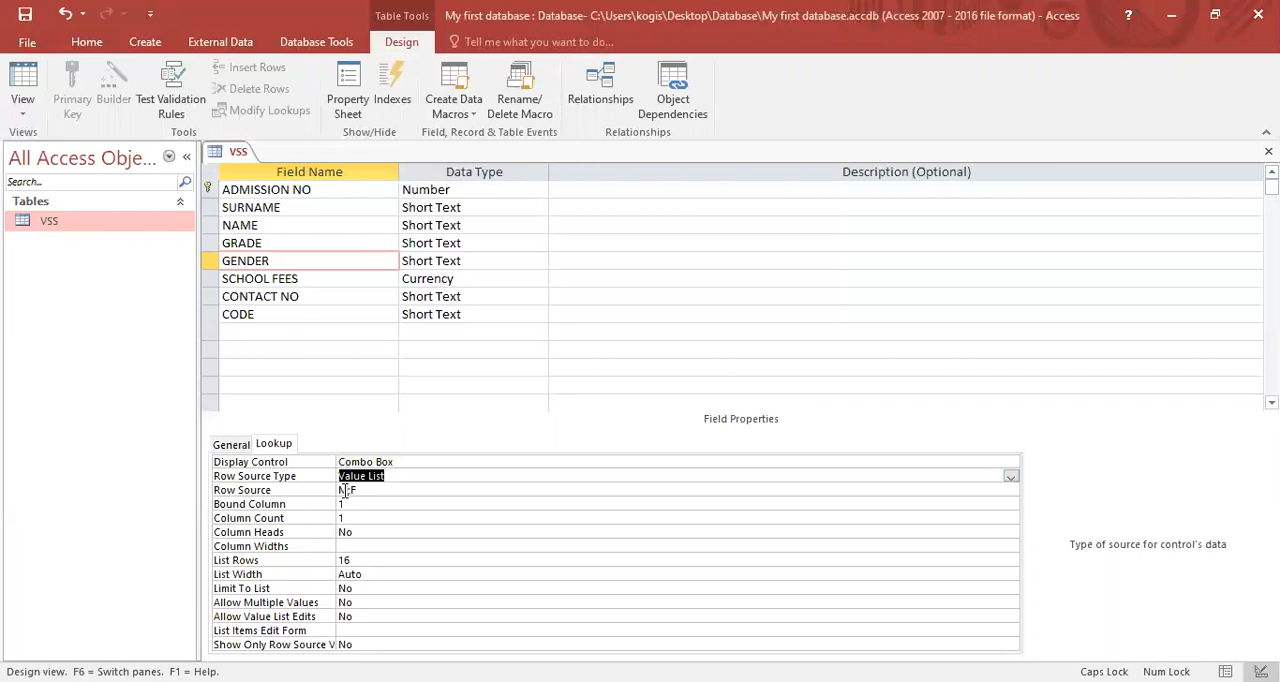 Table Tools
My first database : Database- C:\Users\kogis\Desktop\Database\My first database.accdb (Access 2007 - 2016 file format) - Access
?
File
Home
Create
External Data
Database Tools
Design
Tell me what you want to do...
View
Primary Key
Builder
Test Validation Rules
Insert Rows
Delete Rows
Modify Lookups
Property Sheet
Indexes
Create Data Macros
Rename/ Delete Macro
Relationships
Object Dependencies
Views
Tools
Show/Hide
Field, Record & Table Events
Relationships
All Access Obje...
Search...
Tables
VSS
VSS
Field Name Data Type Description (Optional)
ADMISSION NO Number
SURNAME Short Text
NAME Short Text
GRADE Short Text
GENDER Short Text
SCHOOL FEES Currency
CONTACT NO Short Text
CODE Short Text
Field Properties
General Lookup
Display Control Combo Box
Row Source Type Value List
Row Source
Bound Column 1
Column Count 1
Column Heads No
Column Widths
List Rows 16
List Width Auto
Limit To List No
Allow Multiple Values No
Allow Value List Edits No
List Items Edit Form
Show Only Row Source V No
Type of source for control's data
Design view. F6 = Switch panes. F1 = Help.
Caps Lock
Num Lock